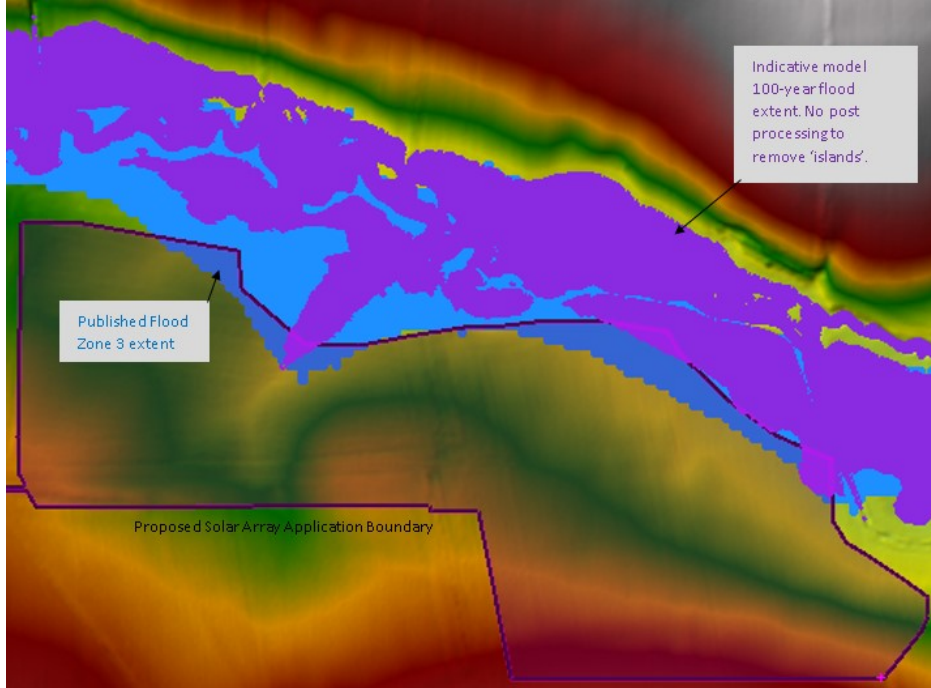 Indicative model
100-year flood
extent. No post
processing to
remove ‘islands’.
Published Flood
Zone 3 extent
Proposed Solar Array Application Boundary